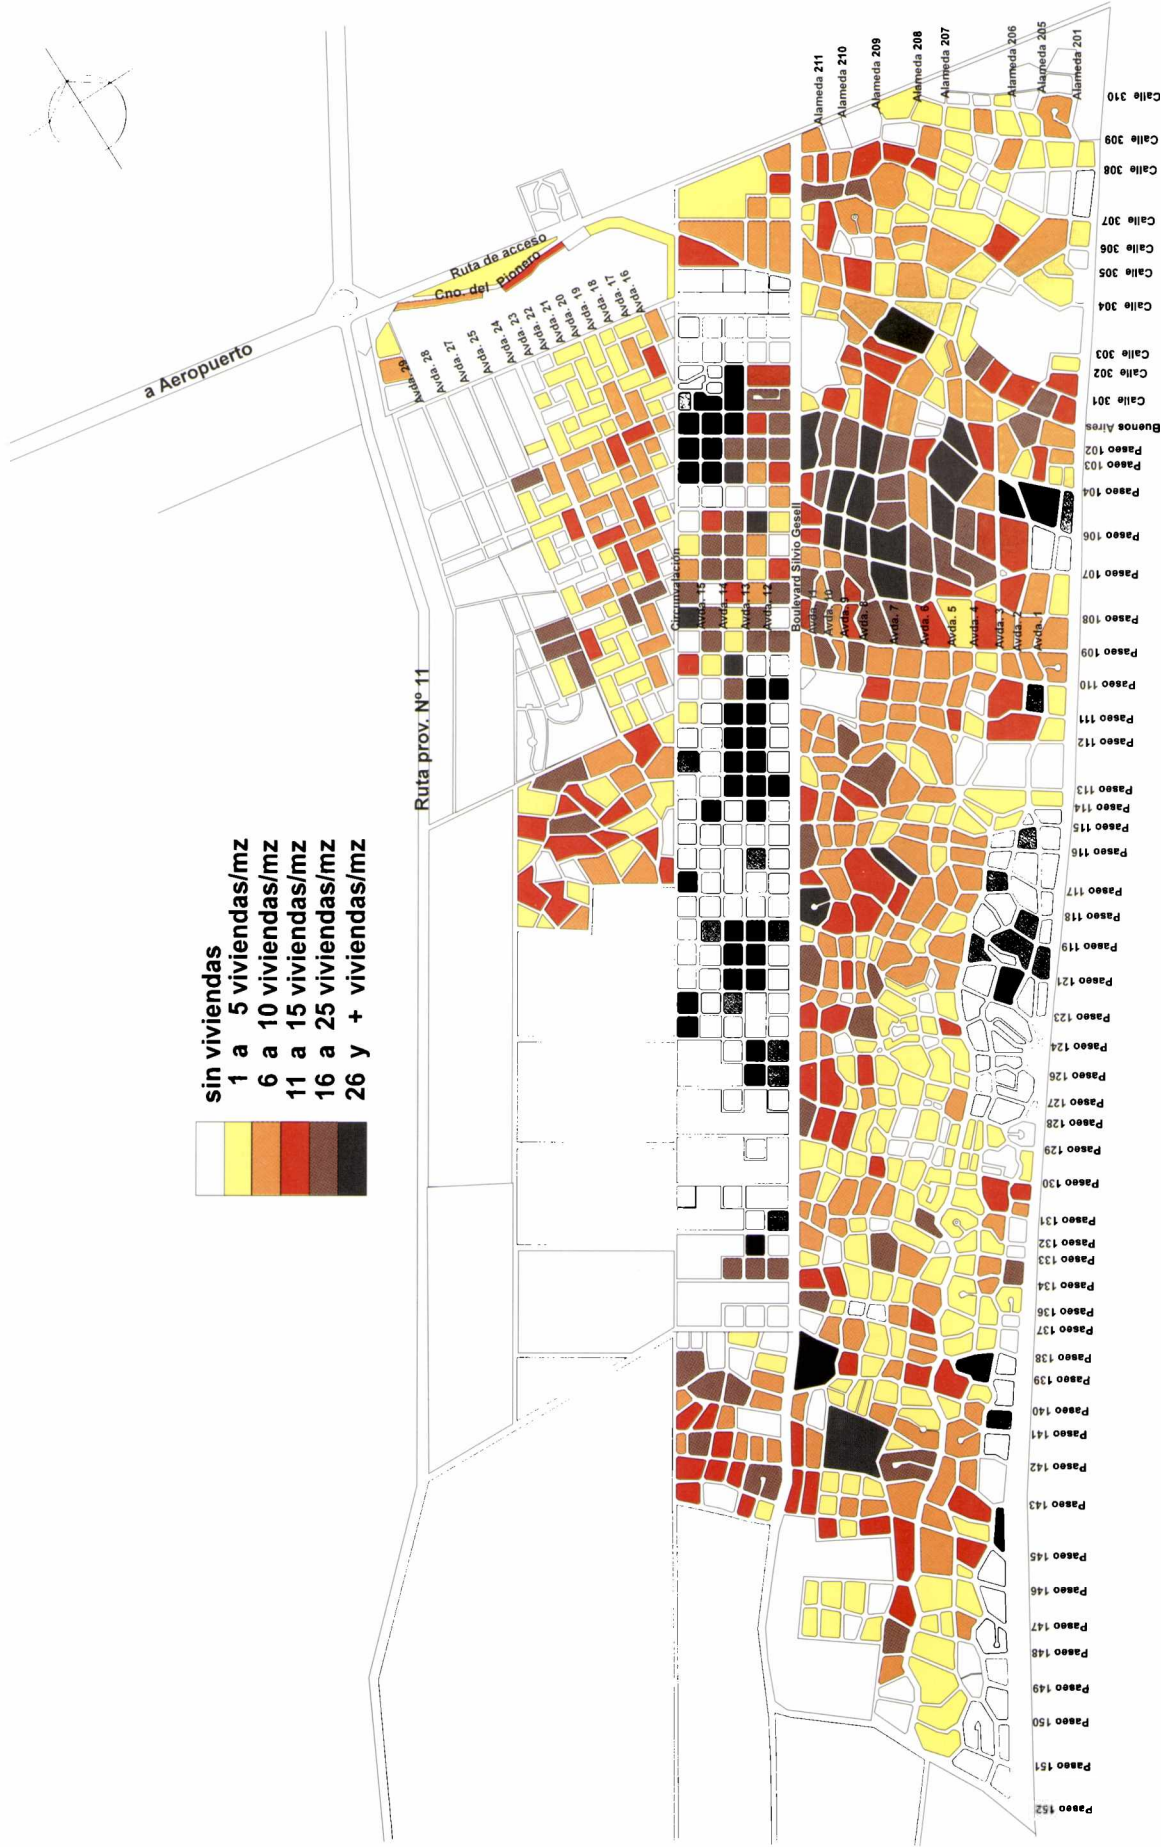 sin viviendas
1 a 5 viviendas/mz
6 a 10 viviendas/mz
11 a 15 viviendas/mz
16 a 25 viviendas/mz
26 y + viviendas/mz
a Aeropuerto
Ruta prov. Nº 11
Ruta de acceso
Cno. del Pionero
Avda. 29
Avda. 28
Avda. 27
Avda. 25
Avda. 24
Avda. 23
Avda. 22
Avda. 21
Avda. 20
Avda. 19
Avda. 18
Avda. 17
Avda. 16
Circunvalación
Avda. 15
Avda. 14
Avda. 13
Avda. 12
Boulevard Silvio Gesell
Avda. 11
Avda. 10
Avda. 9
Avda. 8
Avda. 7
Avda. 6
Avda. 5
Avda. 4
Avda. 3
Avda. 2
Avda. 1
Alameda 211
Alameda 210
Alameda 209
Alameda 208
Alameda 207
Alameda 206
Alameda 205
Alameda 201
Calle 310
Calle 309
Calle 308
Calle 307
Calle 306
Calle 305
Calle 304
Calle 303
Calle 302
Calle 301
Buenos Aires
Paseo 102
Paseo 103
Paseo 104
Paseo 106
Paseo 107
Paseo 108
Paseo 109
Paseo 110
Paseo 111
Paseo 112
Paseo 113
Paseo 114
Paseo 115
Paseo 116
Paseo 117
Paseo 118
Paseo 119
Paseo 121
Paseo 123
Paseo 124
Paseo 126
Paseo 127
Paseo 128
Paseo 129
Paseo 130
Paseo 131
Paseo 132
Paseo 133
Paseo 134
Paseo 136
Paseo 137
Paseo 138
Paseo 139
Paseo 140
Paseo 141
Paseo 142
Paseo 143
Paseo 145
Paseo 146
Paseo 147
Paseo 148
Paseo 149
Paseo 150
Paseo 151
Paseo 152